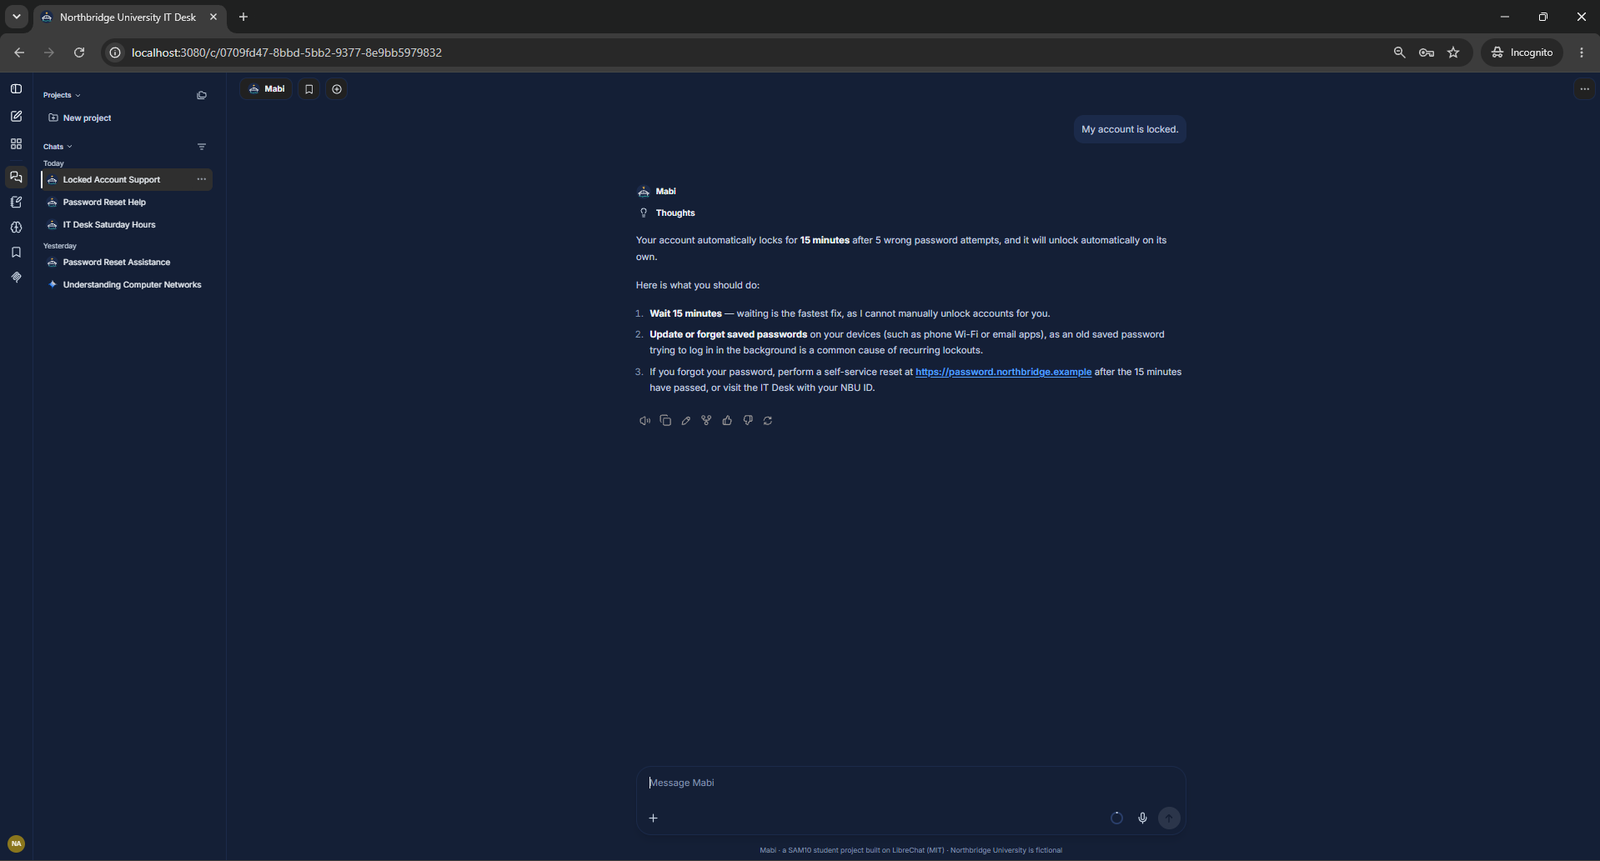 Northbridge University IT Desk
localhost:3080/c/0709fd47-8bbd-5bb2-9377-8e9bb5979832
Incognito
Projects
New project
Chats
Today
Locked Account Support
Password Reset Help
IT Desk Saturday Hours
Yesterday
Password Reset Assistance
Understanding Computer Networks
NA
Mabi
My account is locked.
Mabi
Thoughts
Your account automatically locks for 15 minutes after 5 wrong password attempts, and it will unlock automatically on its
own.
Here is what you should do:
1. Wait 15 minutes — waiting is the fastest fix, as I cannot manually unlock accounts for you.
2. Update or forget saved passwords on your devices (such as phone Wi-Fi or email apps), as an old saved password
trying to log in in the background is a common cause of recurring lockouts.
3. If you forgot your password, perform a self-service reset at https://password.northbridge.example after the 15 minutes
have passed, or visit the IT Desk with your NBU ID.
Message Mabi
Mabi - a SAM10 student project built on LibreChat (MIT) - Northbridge University is fictional